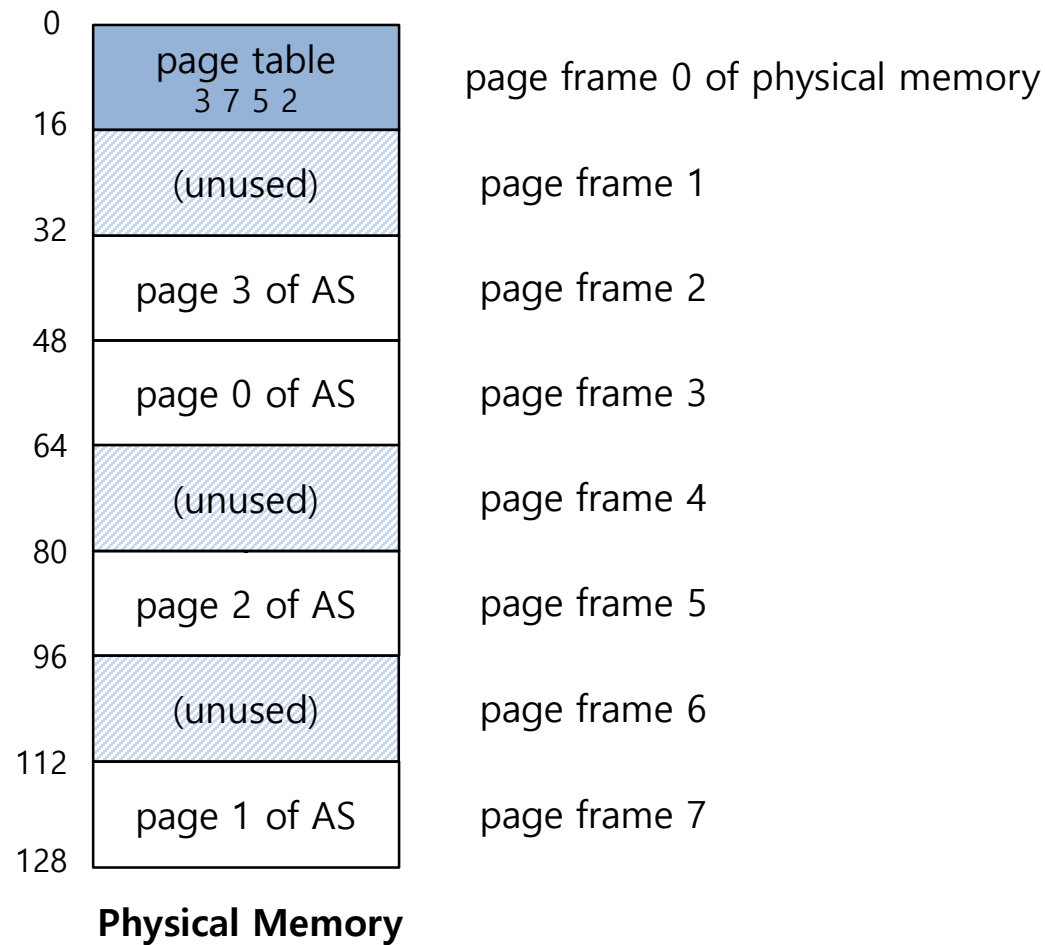 0
page table
3 7 5 2
page frame 0 of physical memory
16
(unused)
page frame 1
32
page 3 of AS
page frame 2
48
page 0 of AS
page frame 3
64
(unused)
page frame 4
80
page 2 of AS
page frame 5
96
(unused)
page frame 6
112
page 1 of AS
page frame 7
128
Physical Memory